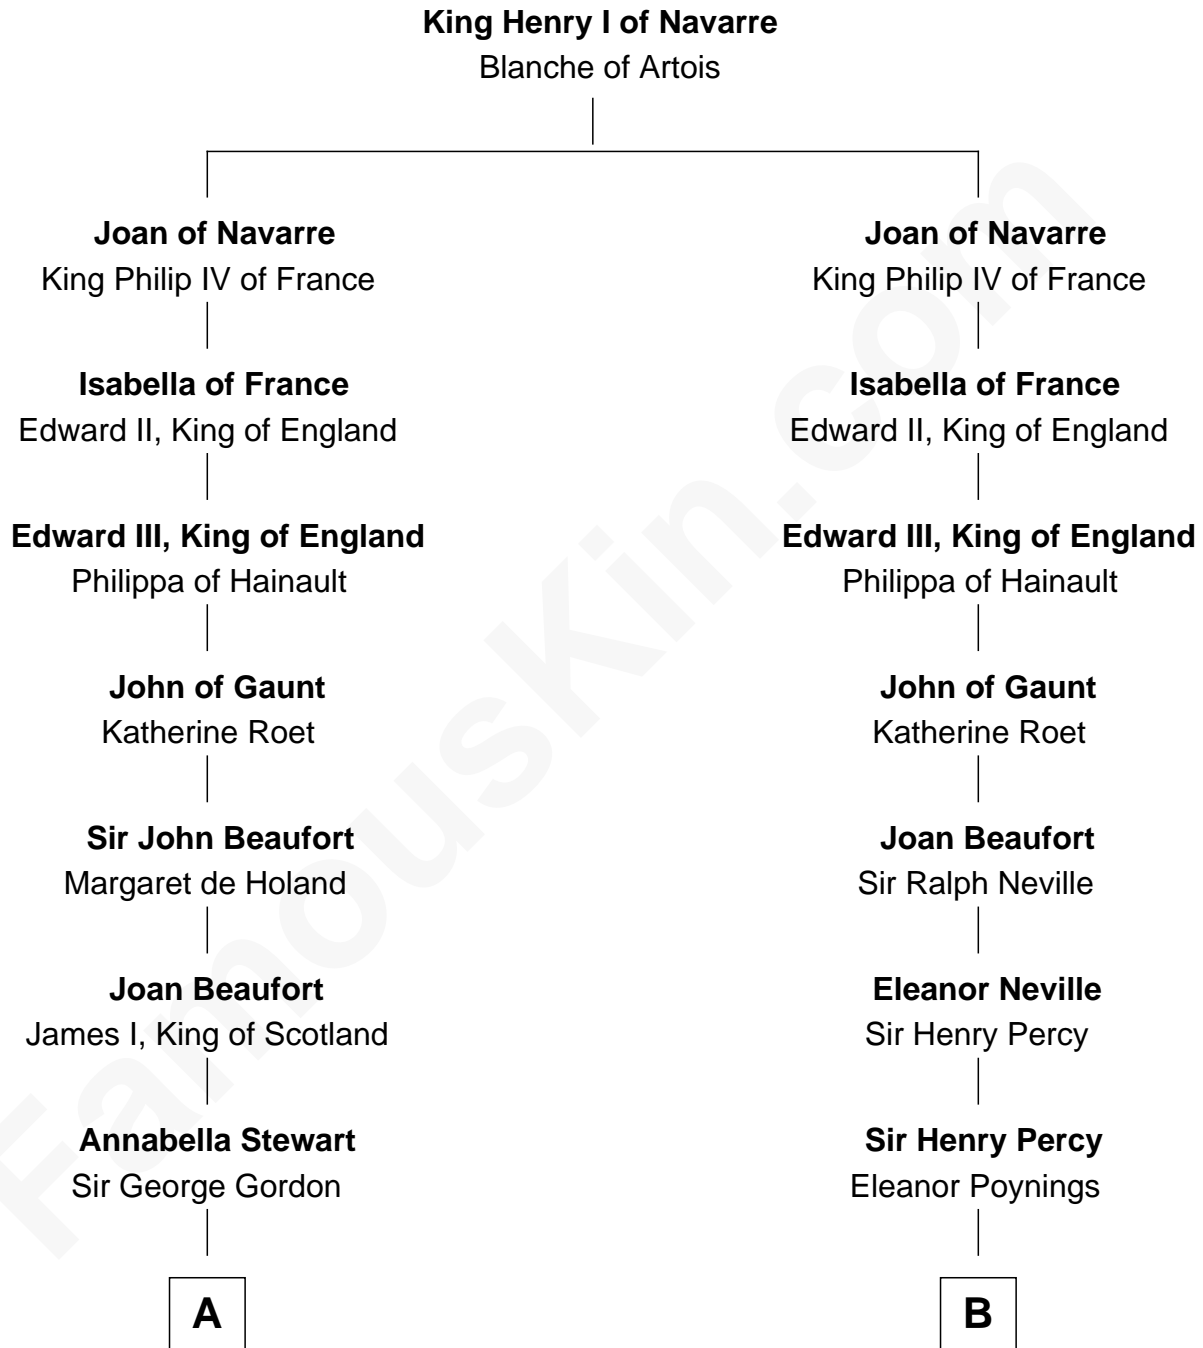 King Henry I of Navarre
Blanche of Artois
Joan of Navarre
King Philip IV of France
Joan of Navarre
King Philip IV of France
Isabella of France
Edward II, King of England
Isabella of France
Edward II, King of England
Edward III, King of England
Philippa of Hainault
Edward III, King of England
Philippa of Hainault
John of Gaunt
Katherine Roet
John of Gaunt
Katherine Roet
Sir John Beaufort
Margaret de Holand
Joan Beaufort
Sir Ralph Neville
Joan Beaufort
James I, King of Scotland
Eleanor Neville
Sir Henry Percy
Annabella Stewart
Sir George Gordon
Sir Henry Percy
Eleanor Poynings
A
B
FamousKin.com